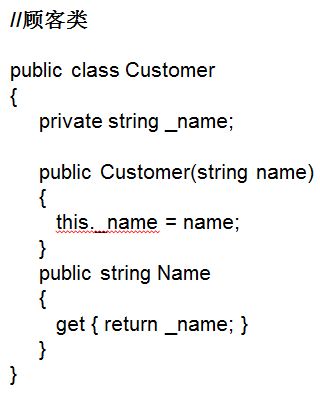 //顾客类
public class Customer
{
private string _name;
public Customer(string name)
{
this._name = name;
}
public string Name
{
get { return _name; }
}
}